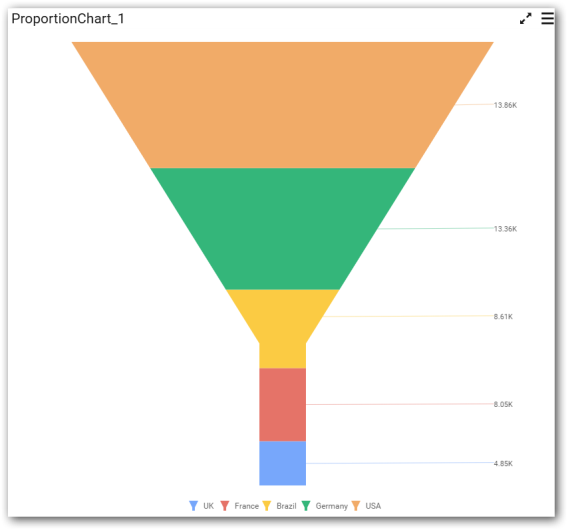 ProportionChart_1
13.86K
13.36K
8.61K
8.05K
4.85K
UK France Brazil Germany USA